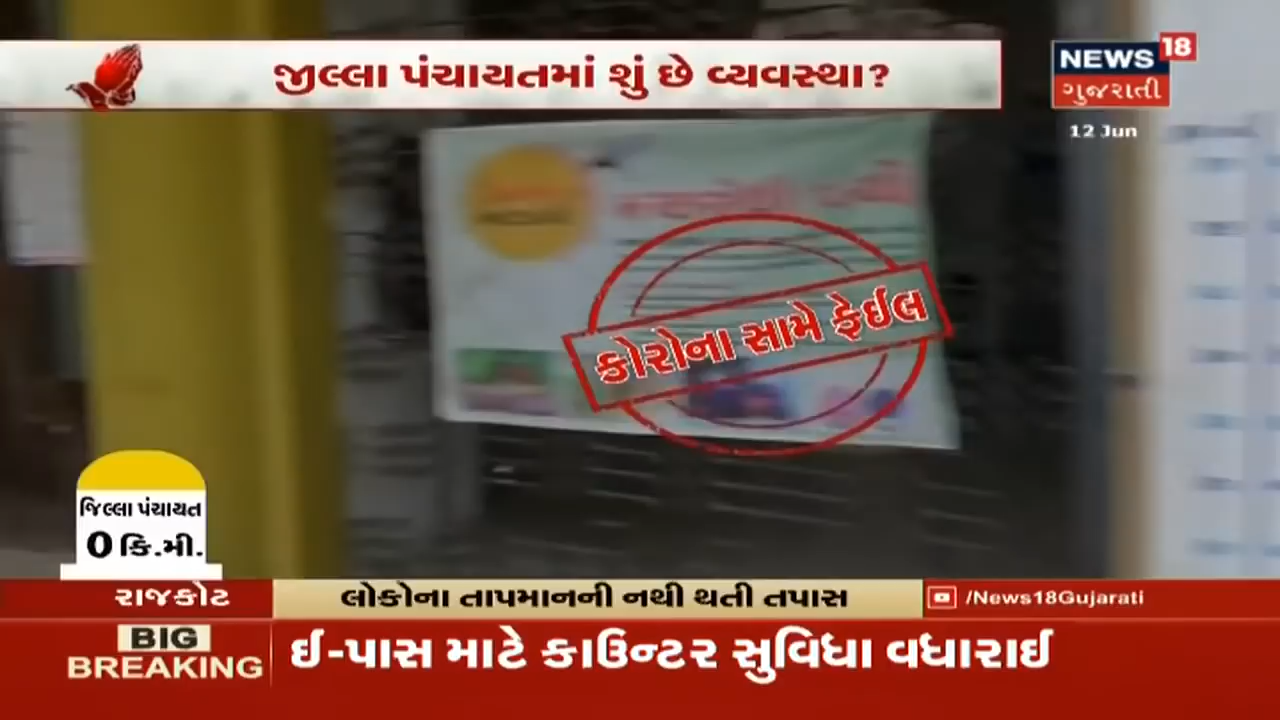 જીલ્લા પંચાયતમાં શું છે વ્યવસ્થા?
NEWS 18
ગુજરાતી
12 Jun
કોરોના સામે ફેઈલ
જિલ્લા પંચાયત
0 કિ.મી.
રાજકોટ
લોકોના તાપમાનની નથી થતી તપાસ
/News18Gujarati
BIG BREAKING
ઈ-પાસ માટે કાઉન્ટર સુવિધા વધારાઈ